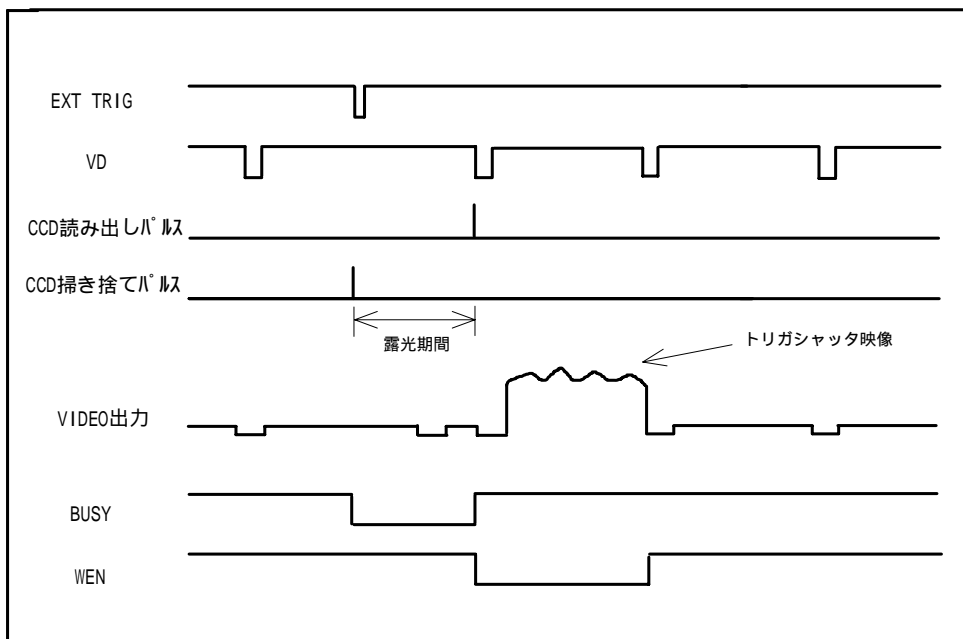 EXT TRIG
VD
CCD読み出しパルス
CCD掃き捨てパルス
露光期間
トリガシャッタ映像
VIDEO出力
BUSY
WEN